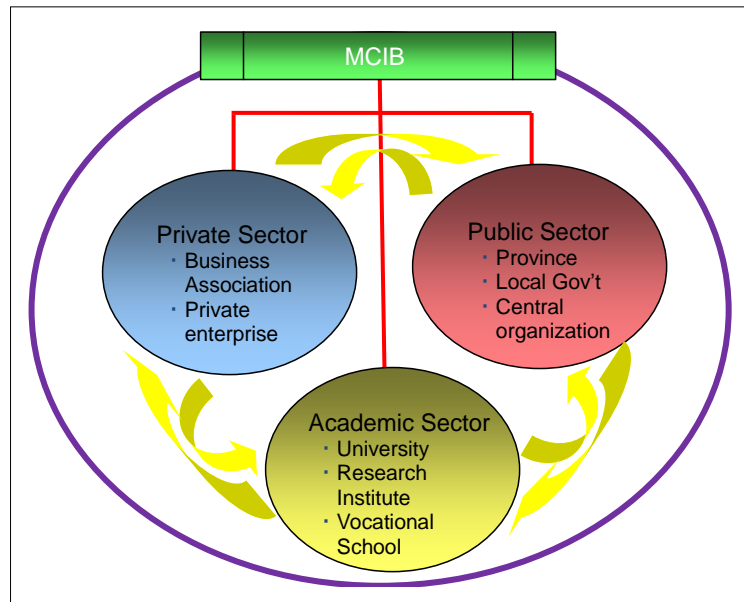 MCIB
Private Sector
· Business
Association
· Private
enterprise
Public Sector
· Province
· Local Gov't
· Central
organization
Academic Sector
· University
· Research
Institute
· Vocational
School